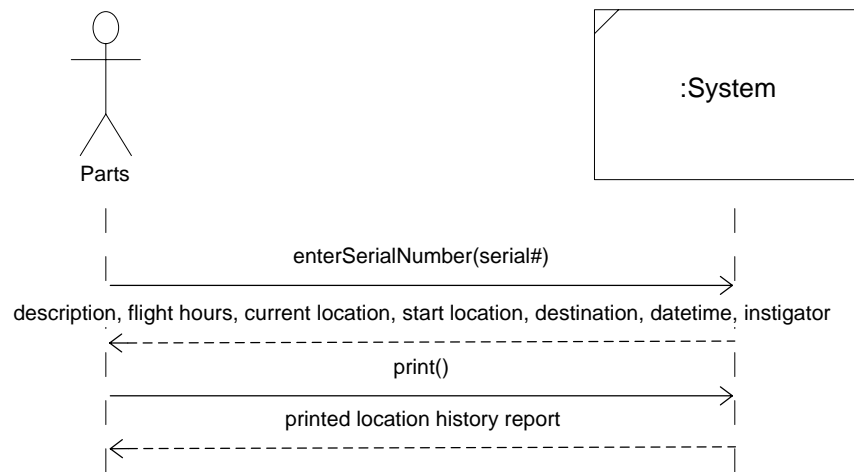 :System
Parts
enterSerialNumber(serial#)
description, flight hours, current location, start location, destination, datetime, instigator
print()
printed location history report